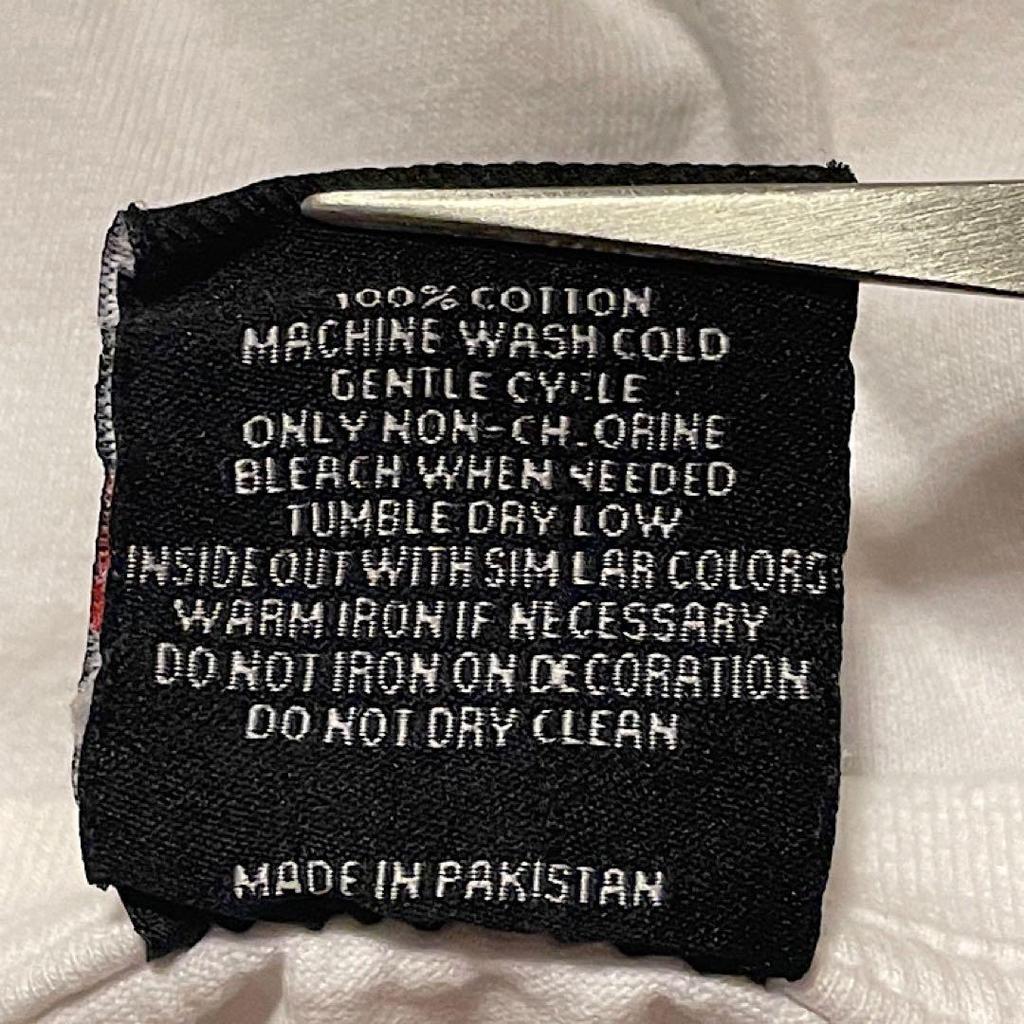 100% COTTON
MACHINE WASH COLD
GENTLE CYCLE
ONLY NON-CHLORINE
BLEACH WHEN NEEDED
TUMBLE DRY LOW
INSIDE OUT WITH SIMILAR COLORS
WARM IRON IF NECESSARY
DO NOT IRON ON DECORATION
DO NOT DRY CLEAN
MADE IN PAKISTAN